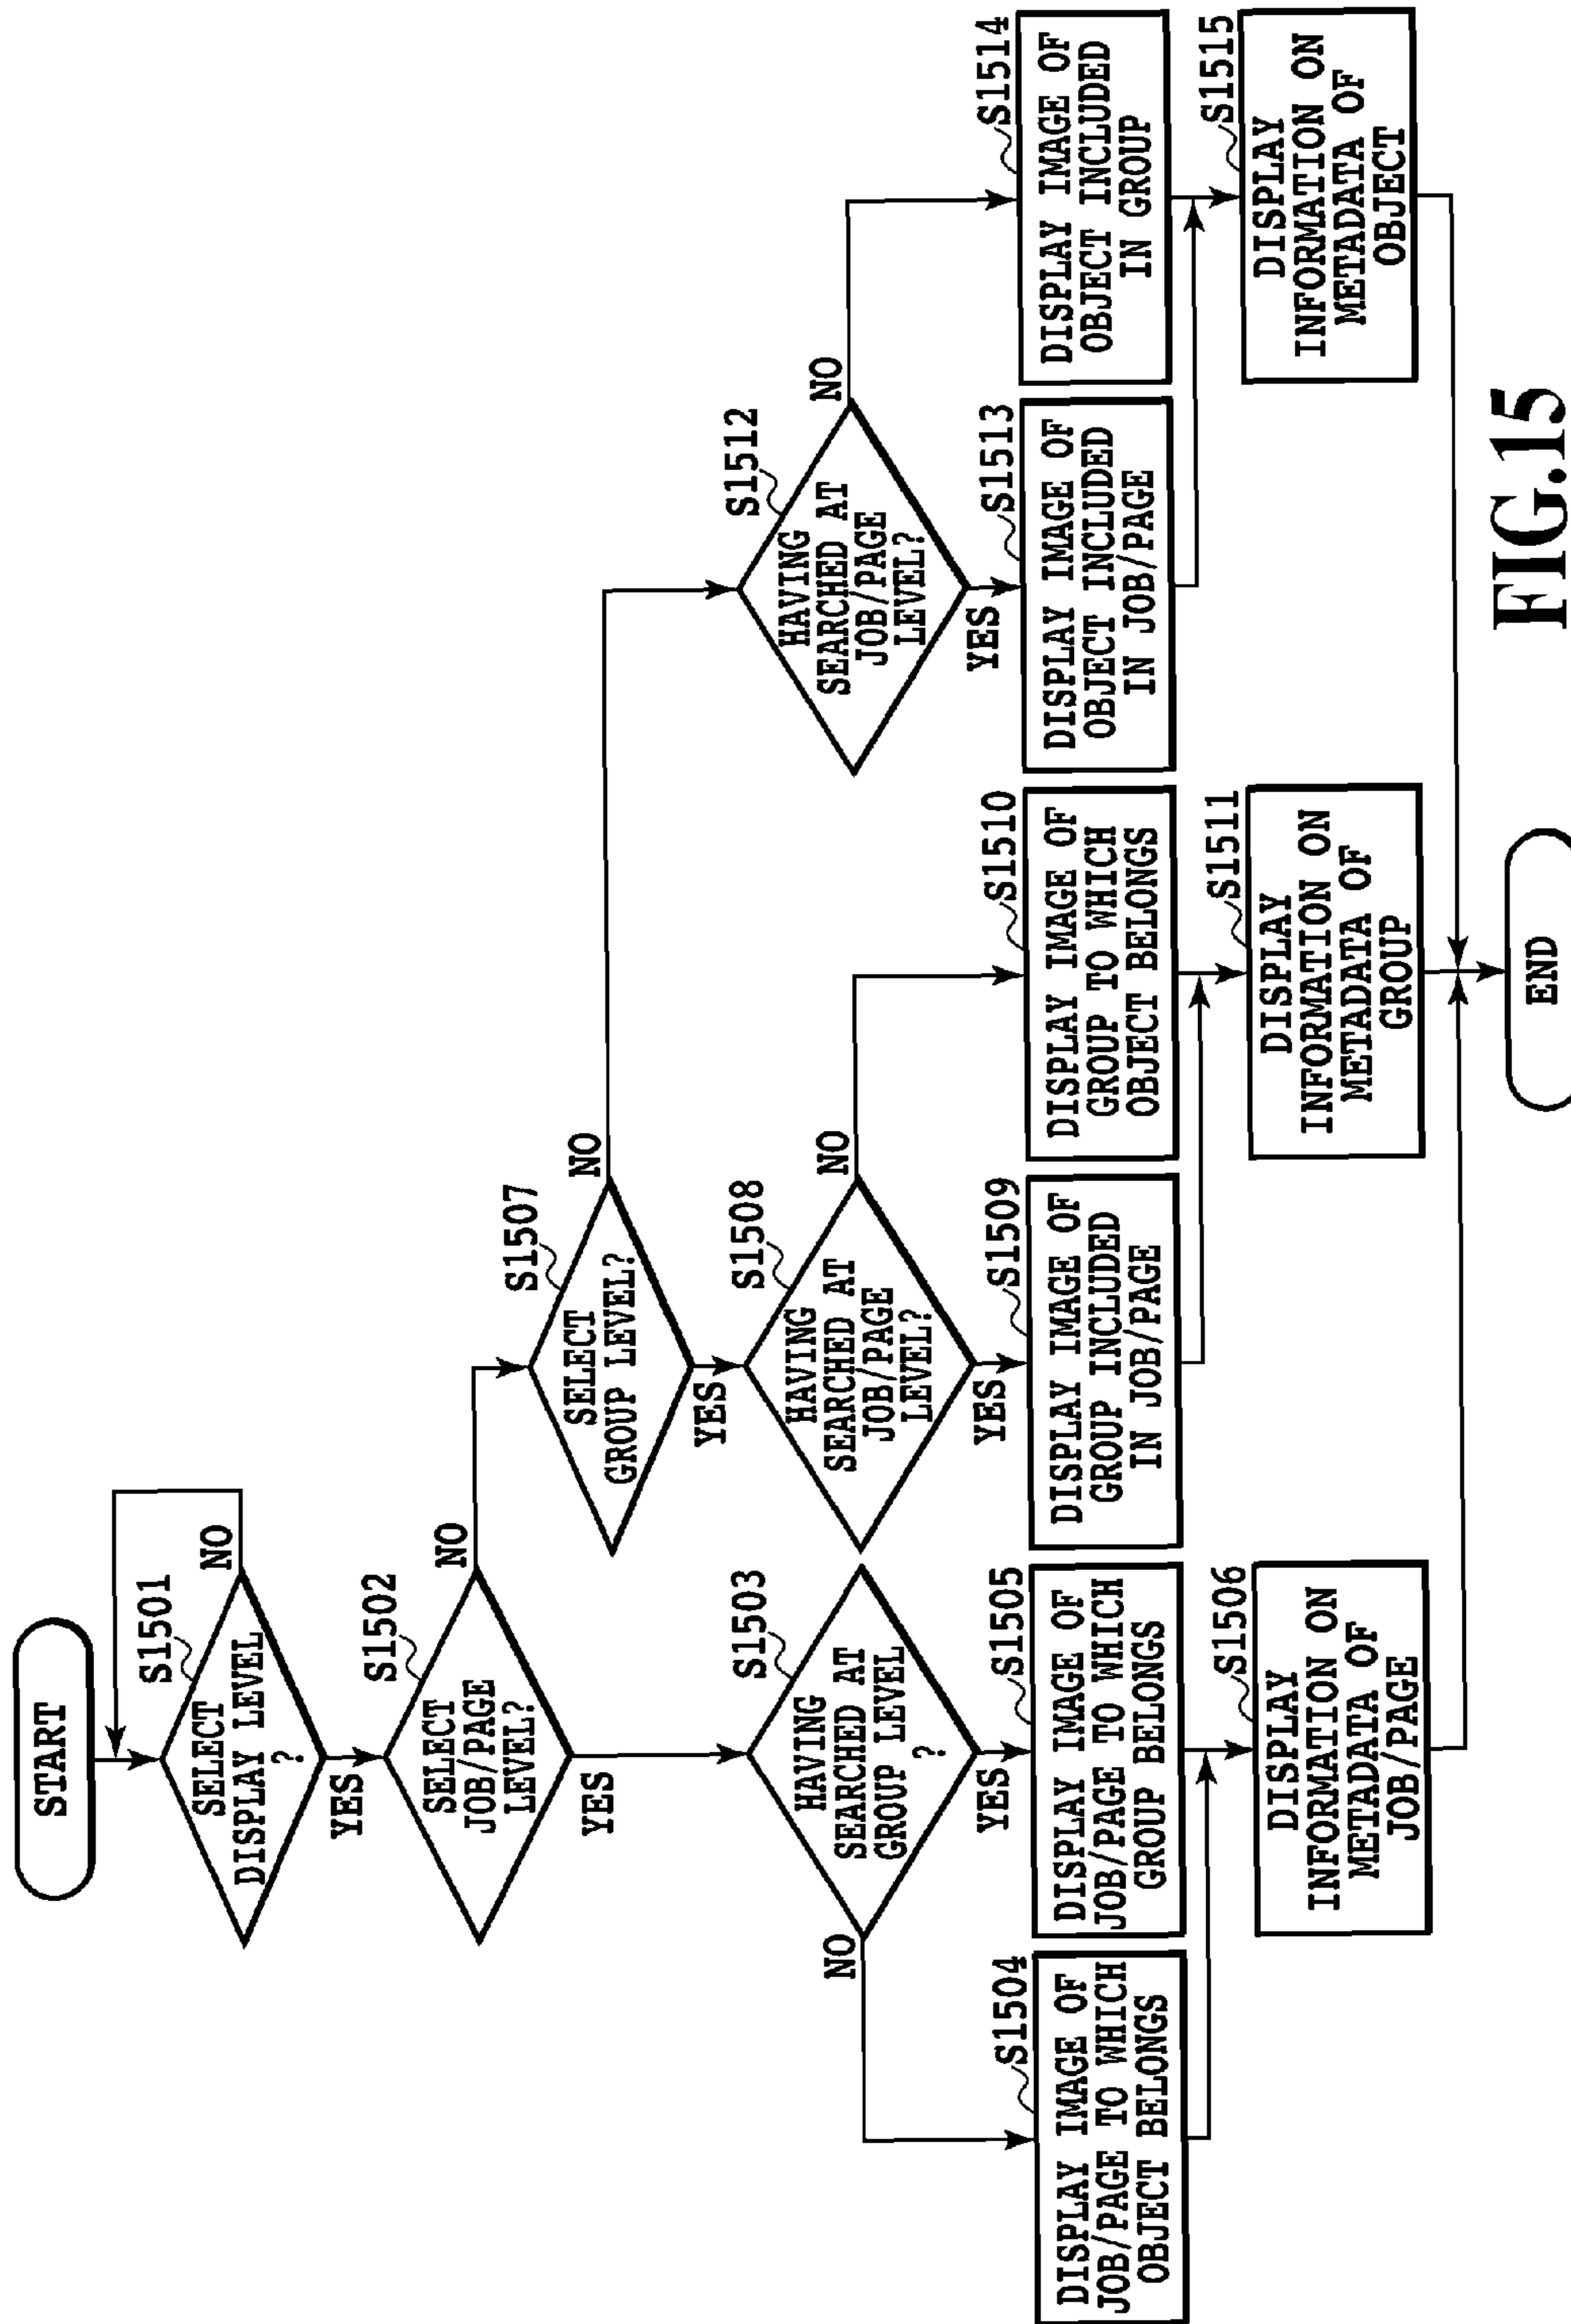 START
S1501
SELECT
DISPLAY LEVEL
?
NO
YES
S1502
SELECT
JOB/PAGE
LEVEL?
NO
YES
S1503
HAVING
SEARCHED AT
GROUP LEVEL
?
NO
YES
S1504
DISPLAY IMAGE OF
JOB/PAGE TO WHICH
OBJECT BELONGS
S1505
DISPLAY IMAGE OF
JOB/PAGE TO WHICH
GROUP BELONGS
S1506
DISPLAY
INFORMATION ON
METADATA OF
JOB/PAGE
S1507
SELECT
GROUP LEVEL?
NO
YES
S1508
HAVING
SEARCHED AT
JOB/PAGE
LEVEL?
NO
YES
S1509
DISPLAY IMAGE OF
GROUP INCLUDED
IN JOB/PAGE
S1510
DISPLAY IMAGE OF
GROUP TO WHICH
OBJECT BELONGS
S1511
DISPLAY
INFORMATION ON
METADATA OF
GROUP
S1512
HAVING
SEARCHED AT
JOB/PAGE
LEVEL?
NO
YES
S1513
DISPLAY IMAGE OF
OBJECT INCLUDED
IN JOB/PAGE
S1514
DISPLAY IMAGE OF
OBJECT INCLUDED
IN GROUP
S1515
DISPLAY
INFORMATION ON
METADATA OF
OBJECT
END
FIG.15